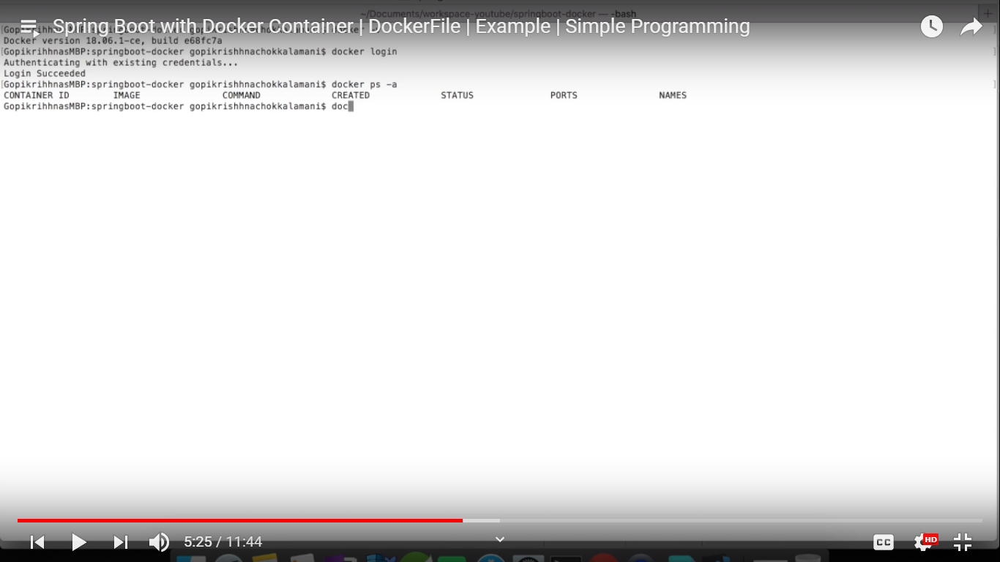 ~/Documents/workspace-youtube/springboot-docker — -bash
Spring Boot with Docker Container | DockerFile | Example | Simple Programming
Docker version 18.06.1-ce, build e68fc7a
[GopikrihhnasMBP:springboot-docker gopikrishhnachokkalamani$ docker login ]
Authenticating with existing credentials...
Login Succeeded
[GopikrihhnasMBP:springboot-docker gopikrishhnachokkalamani$ docker ps -a ]
CONTAINER ID IMAGE COMMAND CREATED STATUS PORTS NAMES
GopikrihhnasMBP:springboot-docker gopikrishhnachokkalamani$ doc
5:25 / 11:44 CC HD